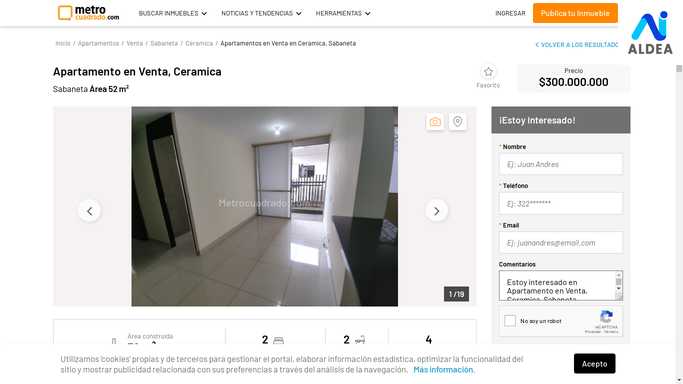 metro
cuadrado.com
BUSCAR INMUEBLES
NOTICIAS Y TENDENCIAS
HERRAMIENTAS
INGRESAR
Publica tu Inmueble
AI
ALDEA
Inicio / Apartamentos / Venta / Sabaneta / Ceramica / Apartamentos en Venta en Ceramica, Sabaneta
VOLVER A LOS RESULTADO
Apartamento en Venta, Ceramica
Sabaneta Área 52 m²
Favorito
Precio
$300.000.000
Metrocuadrado.com
1 /19
¡Estoy Interesado!
* Nombre
Ej: Juan Andres
* Teléfono
Ej: 322*******
* Email
Ej: juanandres@email.com
Comentarios
Estoy interesado en
Apartamento en Venta,
Ceramica, Sabaneta
No soy un robot
reCAPTCHA
Privacidad - Términos
Área construida
2
2
4
Utilizamos 'cookies' propias y de terceros para gestionar el portal, elaborar información estadística, optimizar la funcionalidad del
sitio y mostrar publicidad relacionada con sus preferencias a través del análisis de la navegación. Más información.
Acepto